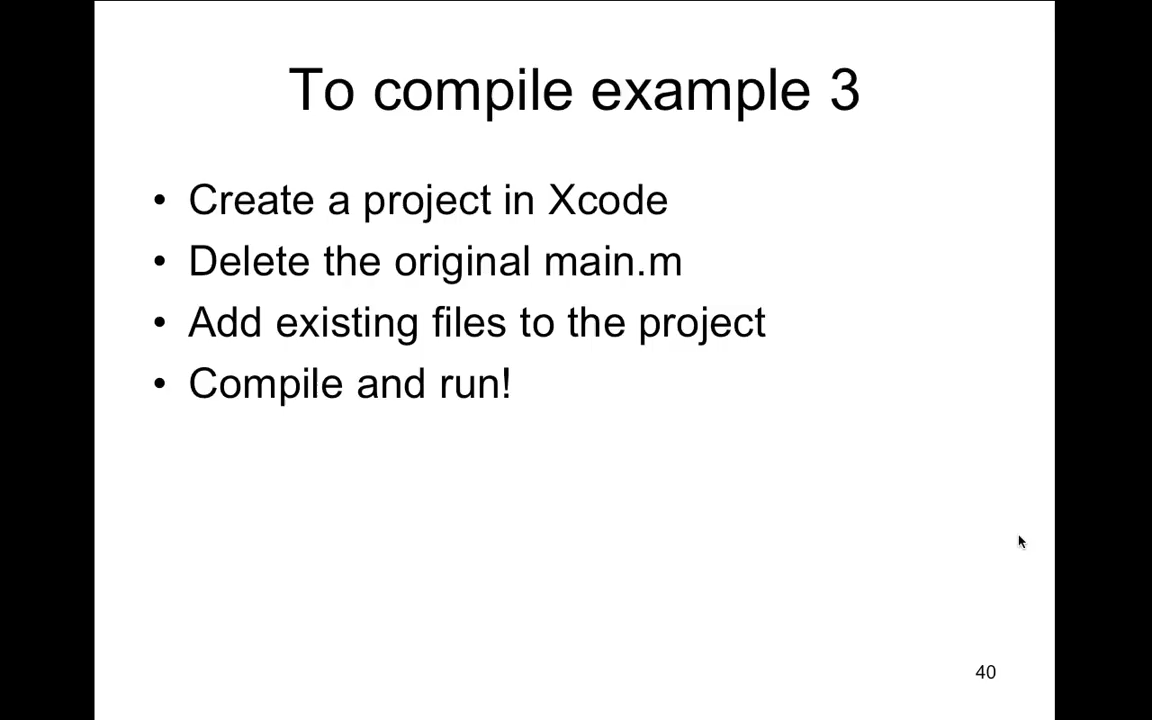 To compile example 3
• Create a project in Xcode
• Delete the original main.m
• Add existing files to the project
• Compile and run!
40